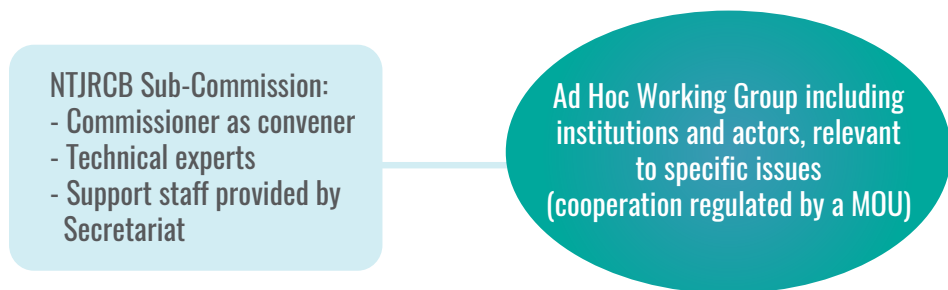 NTJRCB Sub-Commission:
- Commissioner as convener
- Technical experts
- Support staff provided by
Secretariat
Ad Hoc Working Group including
institutions and actors, relevant
to specific issues
(cooperation regulated by a MOU)